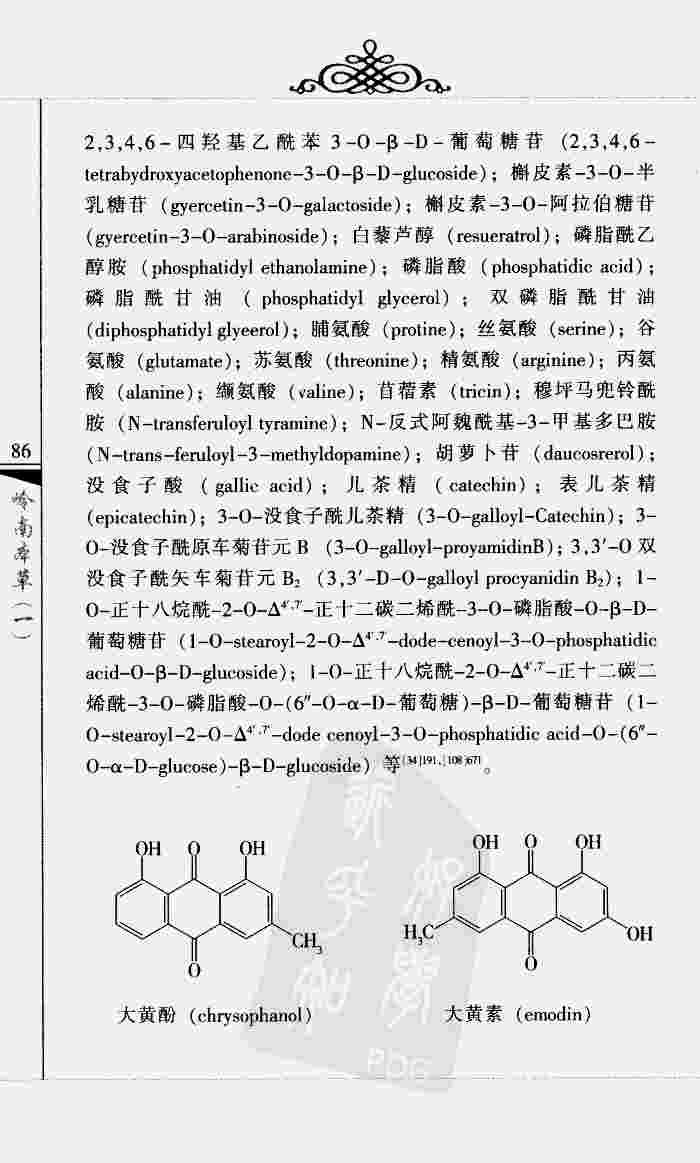 2,3,4,6-四羟基乙酰苯 3-O-β-D-葡萄糖苷 (2,3,4,6-
tetrabydroxyacetophenone-3-O-β-D-glucoside)；槲皮素-3-O-半
乳糖苷 (gyercetin-3-O-galactoside)；槲皮素-3-O-阿拉伯糖苷
(gyercetin-3-O-arabinoside)；白藜芦醇 (resueratrol)；磷脂酰乙
醇胺 (phosphatidyl ethanolamine)；磷脂酸 (phosphatidic acid)；
磷脂酰甘油 (phosphatidyl glycerol)；双磷脂酰甘油
(diphosphatidyl glyeerol)；脯氨酸 (protine)；丝氨酸 (serine)；谷
氨酸 (glutamate)；苏氨酸 (threonine)；精氨酸 (arginine)；丙氨
酸 (alanine)；缬氨酸 (valine)；苜蓿素 (tricin)；穆坪马兜铃酰
胺 (N-transferuloyl tyramine)；N-反式阿魏酰基-3-甲基多巴胺
(N-trans-feruloyl-3-methyldopamine)；胡萝卜苷 (daucosrerol)；
没食子酸 (gallic acid)；儿茶精 (catechin)；表儿茶精
(epicatechin)；3-O-没食子酰儿茶精 (3-O-galloyl-Catechin)；3-
O-没食子酰原车菊苷元 B (3-O-galloyl-proyamidinB)；3,3′-O 双
没食子酰矢车菊苷元 B₂ (3,3′-D-O-galloyl procyanidin B₂)；1-
O-正十八烷酰-2-O-Δ⁴′·⁷′-正十二碳二烯酰-3-O-磷脂酸-O-β-D-
葡萄糖苷 (1-O-stearoyl-2-O-Δ⁴′·⁷′-dode-cenoyl-3-O-phosphatidic
acid-O-β-D-glucoside)；1-O-正十八烷酰-2-O-Δ⁴′·⁷′-正十二碳二
烯酰-3-O-磷脂酸-O-(6″-O-α-D-葡萄糖)-β-D-葡萄糖苷 (1-
O-stearoyl-2-O-Δ⁴′·⁷′-dode cenoyl-3-O-phosphatidic acid-O-(6″-
O-α-D-glucose)-β-D-glucoside) 等[34]191,[108]671。
86
岭南本草(一)
OH O OH
CH₃
O
大黄酚 (chrysophanol)
OH O OH
H₃C
OH
O
大黄素 (emodin)
PDG